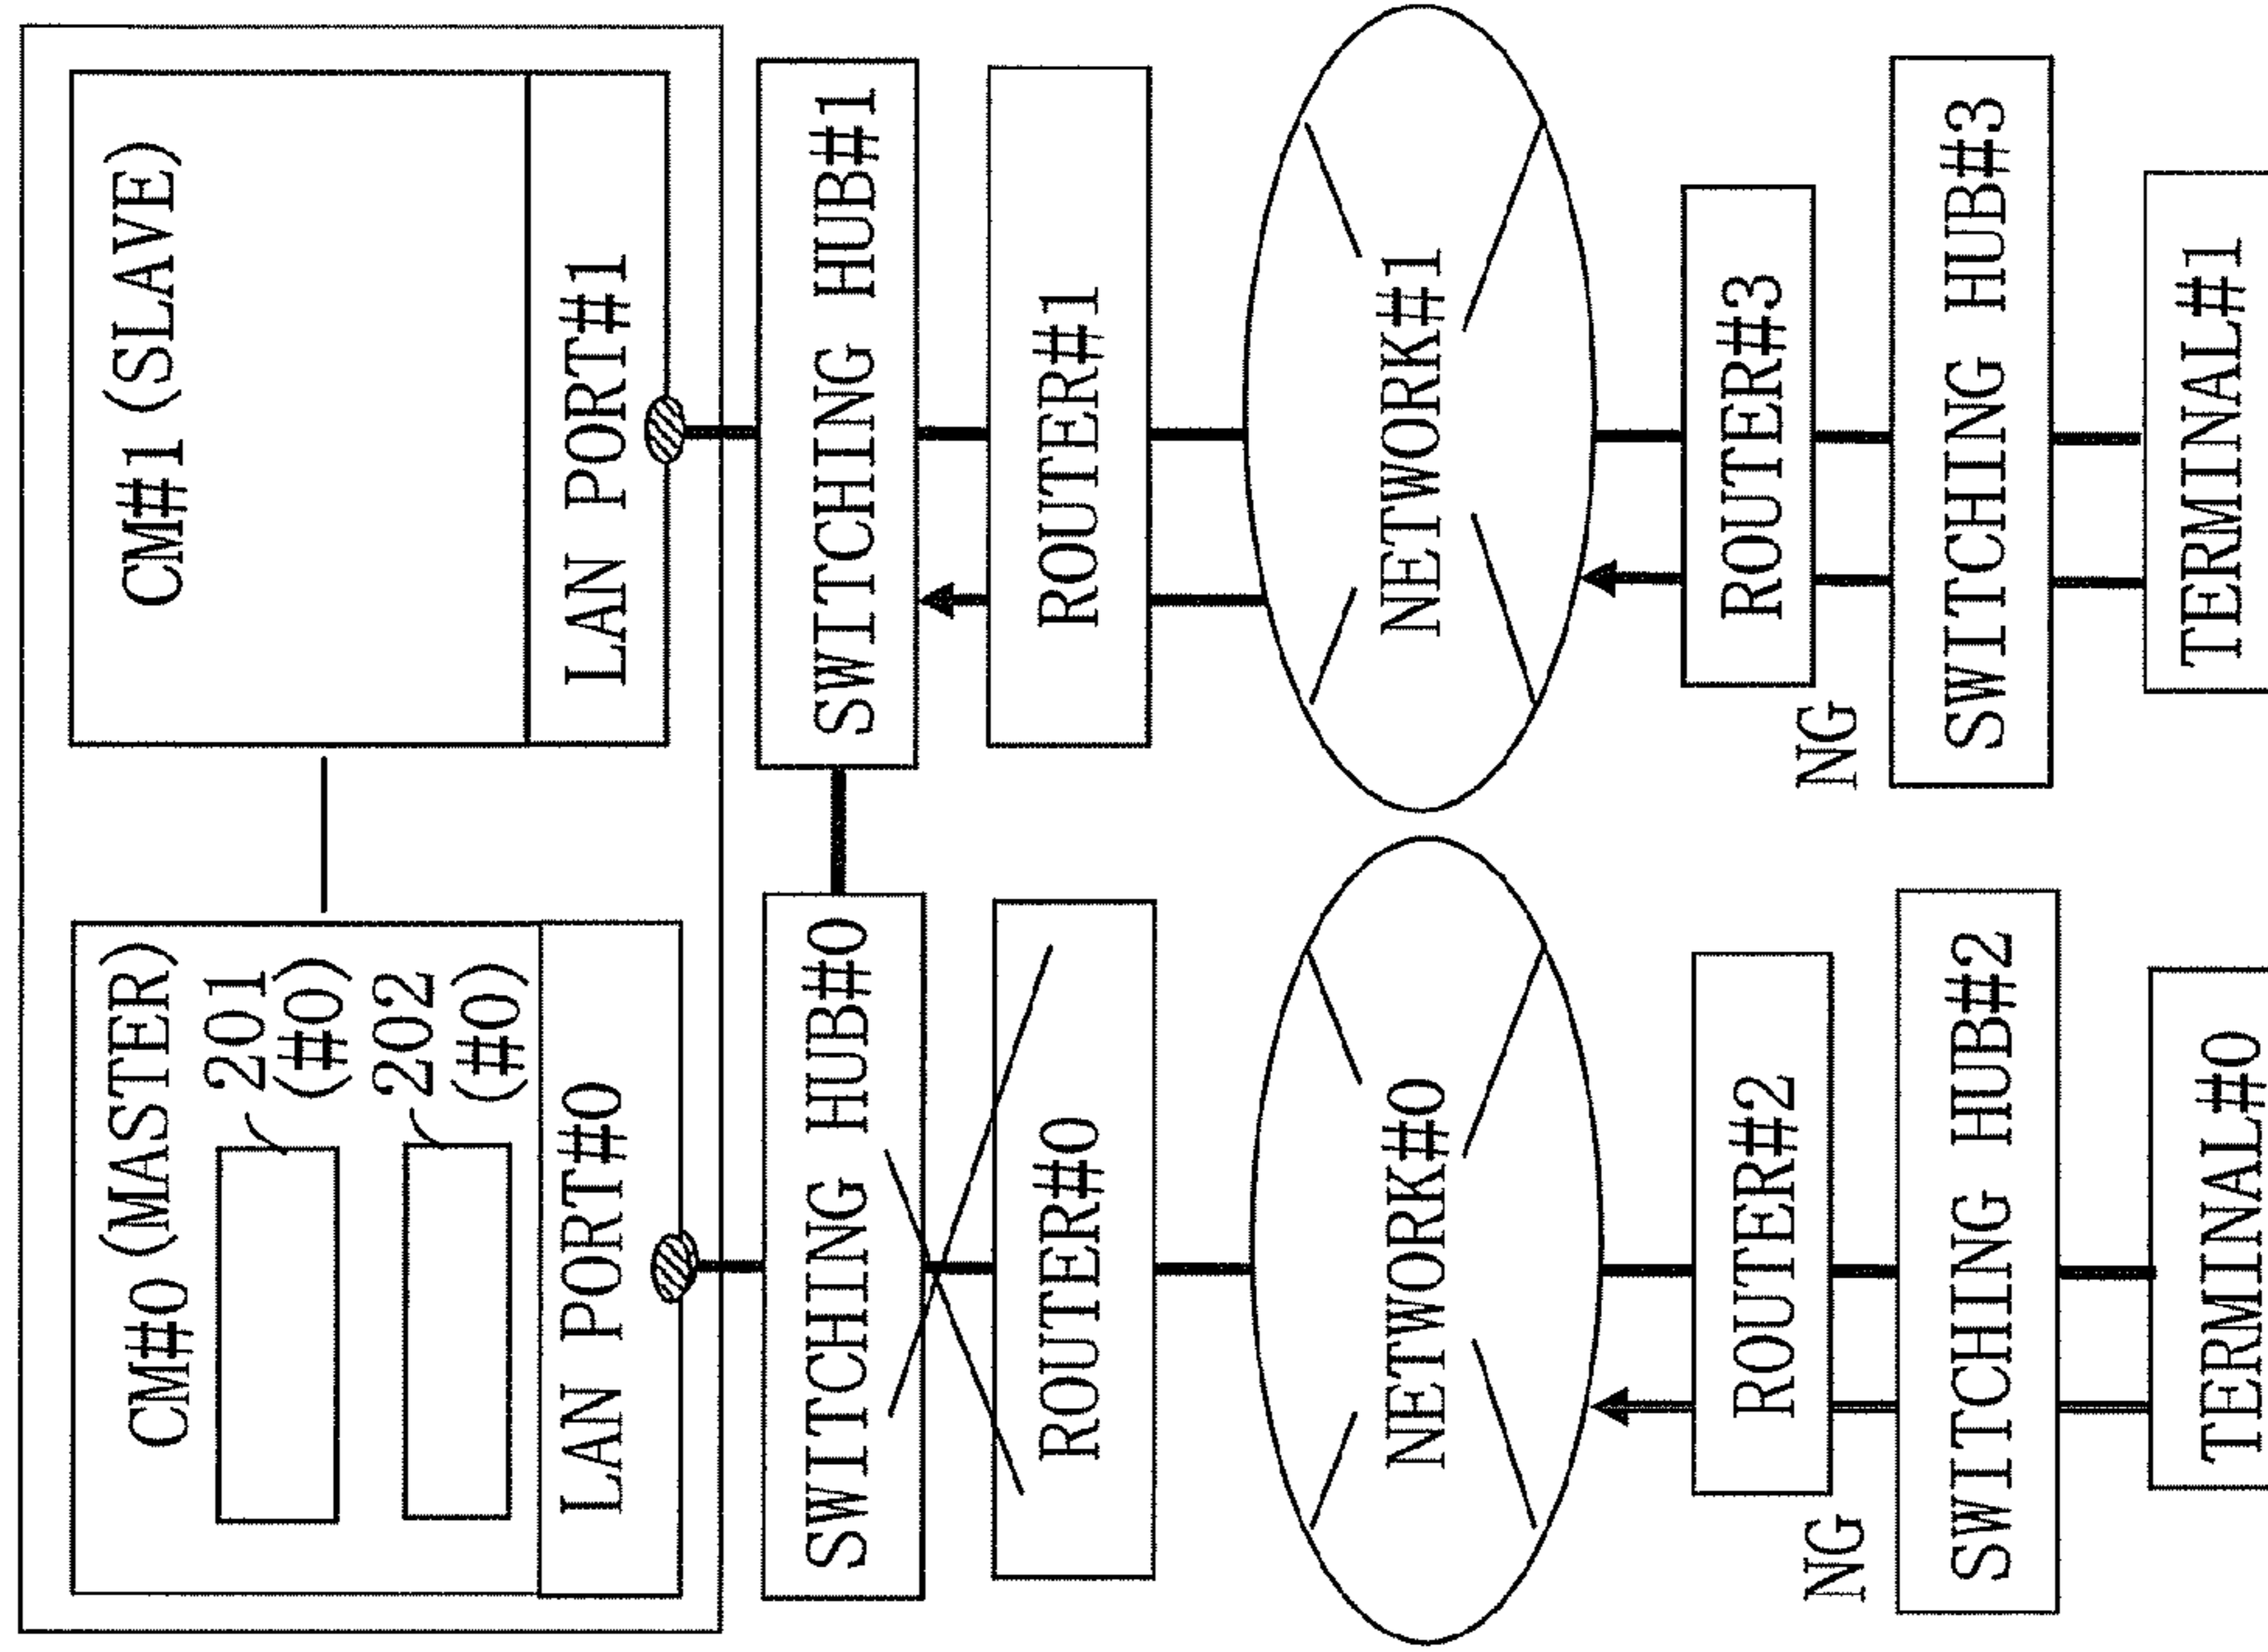 CM#0 (MASTER)
201
(#0)
202
(#0)
LAN PORT#0
CM#1 (SLAVE)
LAN PORT#1
SWITCHING HUB#0
SWITCHING HUB#1
ROUTER#0
ROUTER#1
NETWORK#0
NETWORK#1
ROUTER#2
ROUTER#3
NG
NG
SWITCHING HUB#2
SWITCHING HUB#3
TERMINAL#0
TERMINAL#1